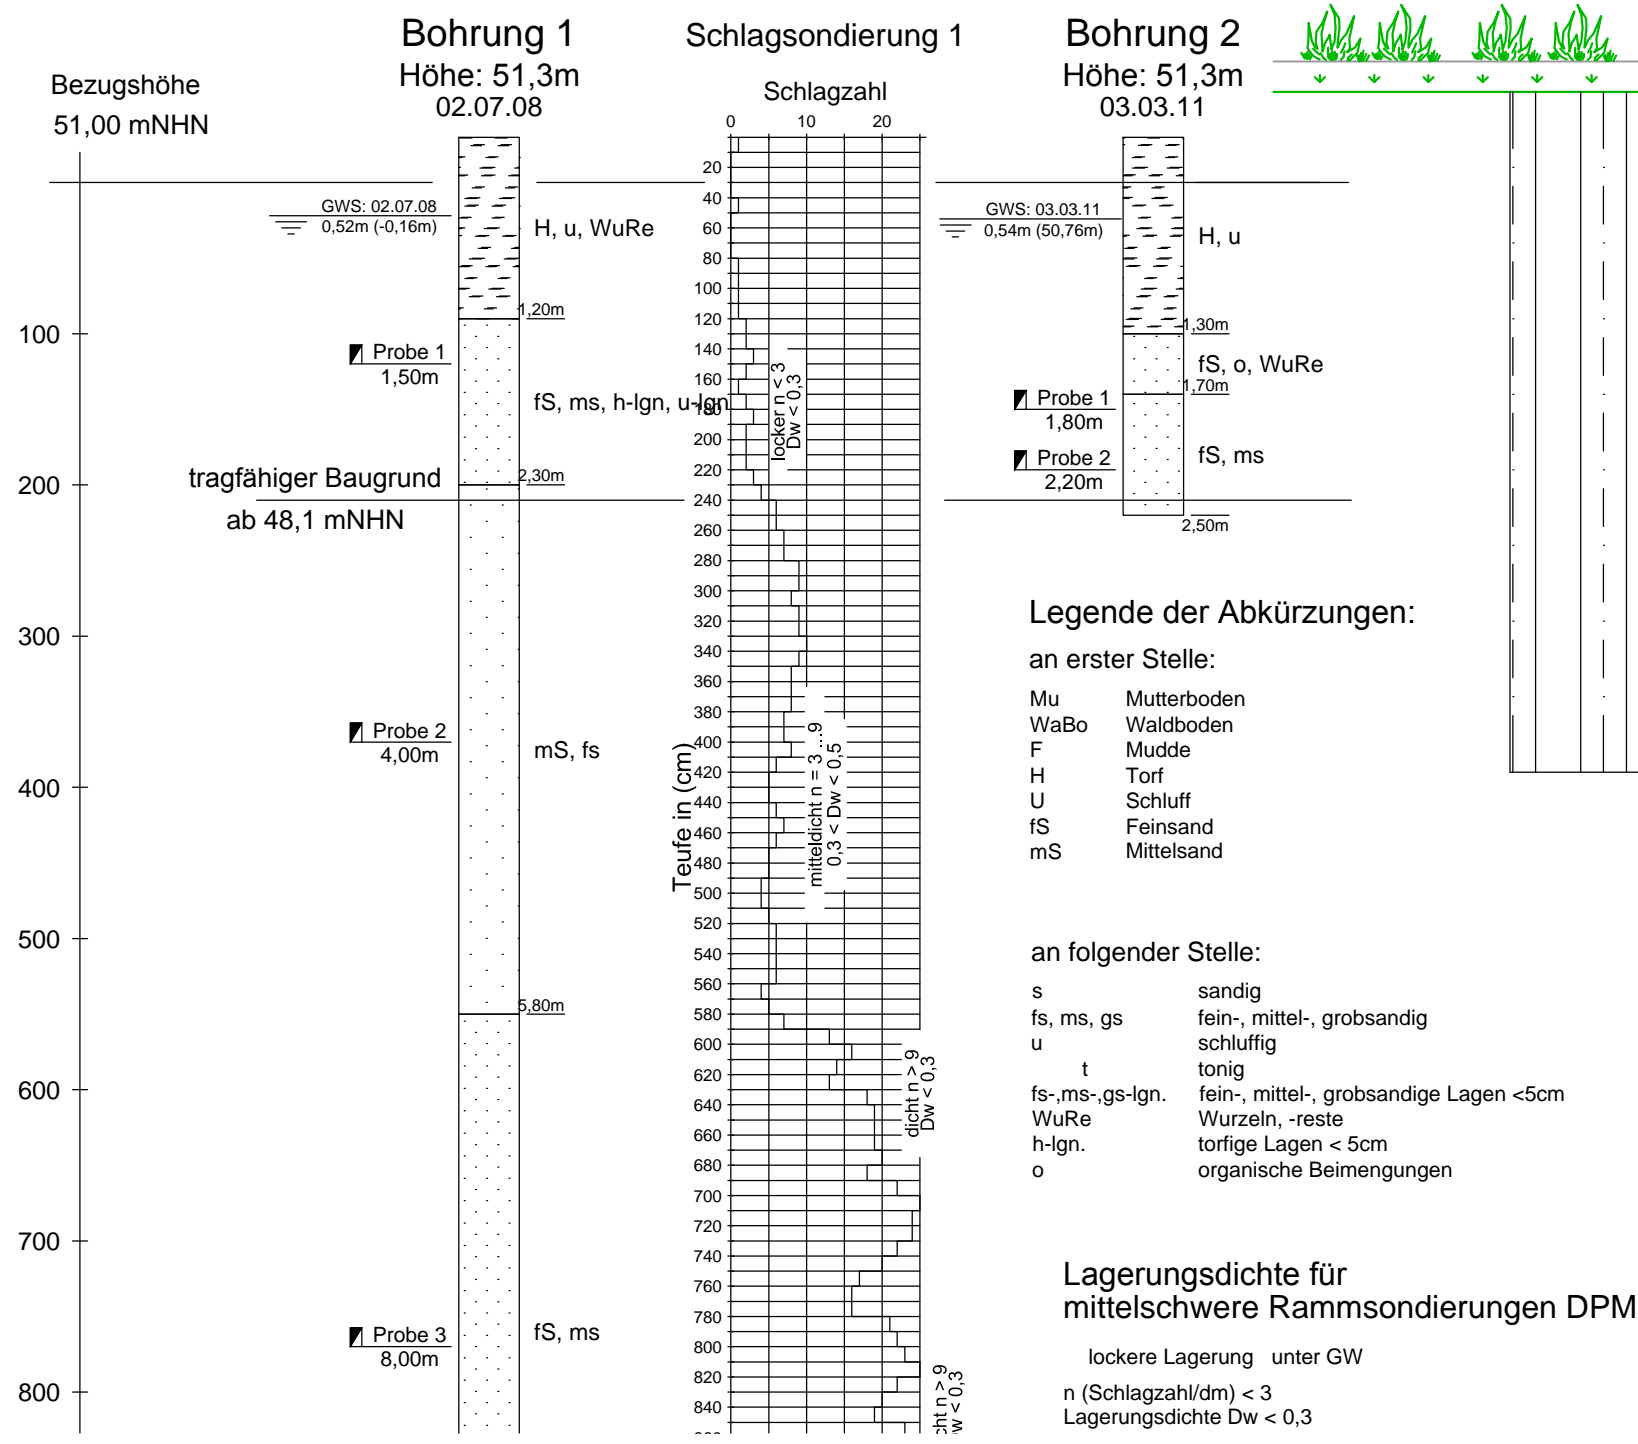 Bohrung 1
Höhe: 51,3m
02.07.08
Schlagsondierung 1
Schlagzahl
0 10 20
Bohrung 2
Höhe: 51,3m
03.03.11
Bezugshöhe
51,00 mNHN
100
200
300
400
500
600
700
800
GWS: 02.07.08
0,52m (-0,16m)
H, u, WuRe
1,20m
Probe 1
1,50m
fS, ms, h-lgn, u-lgn
tragfähiger Baugrund
ab 48,1 mNHN
2,30m
Probe 2
4,00m
mS, fs
5,80m
Probe 3
8,00m
fS, ms
Teufe in (cm)
20
40
60
80
100
120
140
160
180
200
220
240
260
280
300
320
340
360
380
400
420
440
460
480
500
520
540
560
580
600
620
640
660
680
700
720
740
760
780
800
820
840
locker n < 3
Dw < 0,3
mitteldicht n = 3 ...9
0,3 < Dw < 0,5
dicht n > 9
Dw < 0,3
cht n > 9
w < 0,3
GWS: 03.03.11
0,54m (50,76m)
H, u
1,30m
fS, o, WuRe
1,70m
Probe 1
1,80m
Probe 2
2,20m
fS, ms
2,50m
Legende der Abkürzungen:
an erster Stelle:
Mu Mutterboden
WaBo Waldboden
F Mudde
H Torf
U Schluff
fS Feinsand
mS Mittelsand
an folgender Stelle:
s sandig
fs, ms, gs fein-, mittel-, grobsandig
u schluffig
t tonig
fs-,ms-,gs-lgn. fein-, mittel-, grobsandige Lagen <5cm
WuRe Wurzeln, -reste
h-lgn. torfige Lagen < 5cm
o organische Beimengungen
Lagerungsdichte für
mittelschwere Rammsondierungen DPM
lockere Lagerung unter GW
n (Schlagzahl/dm) < 3
Lagerungsdichte Dw < 0,3